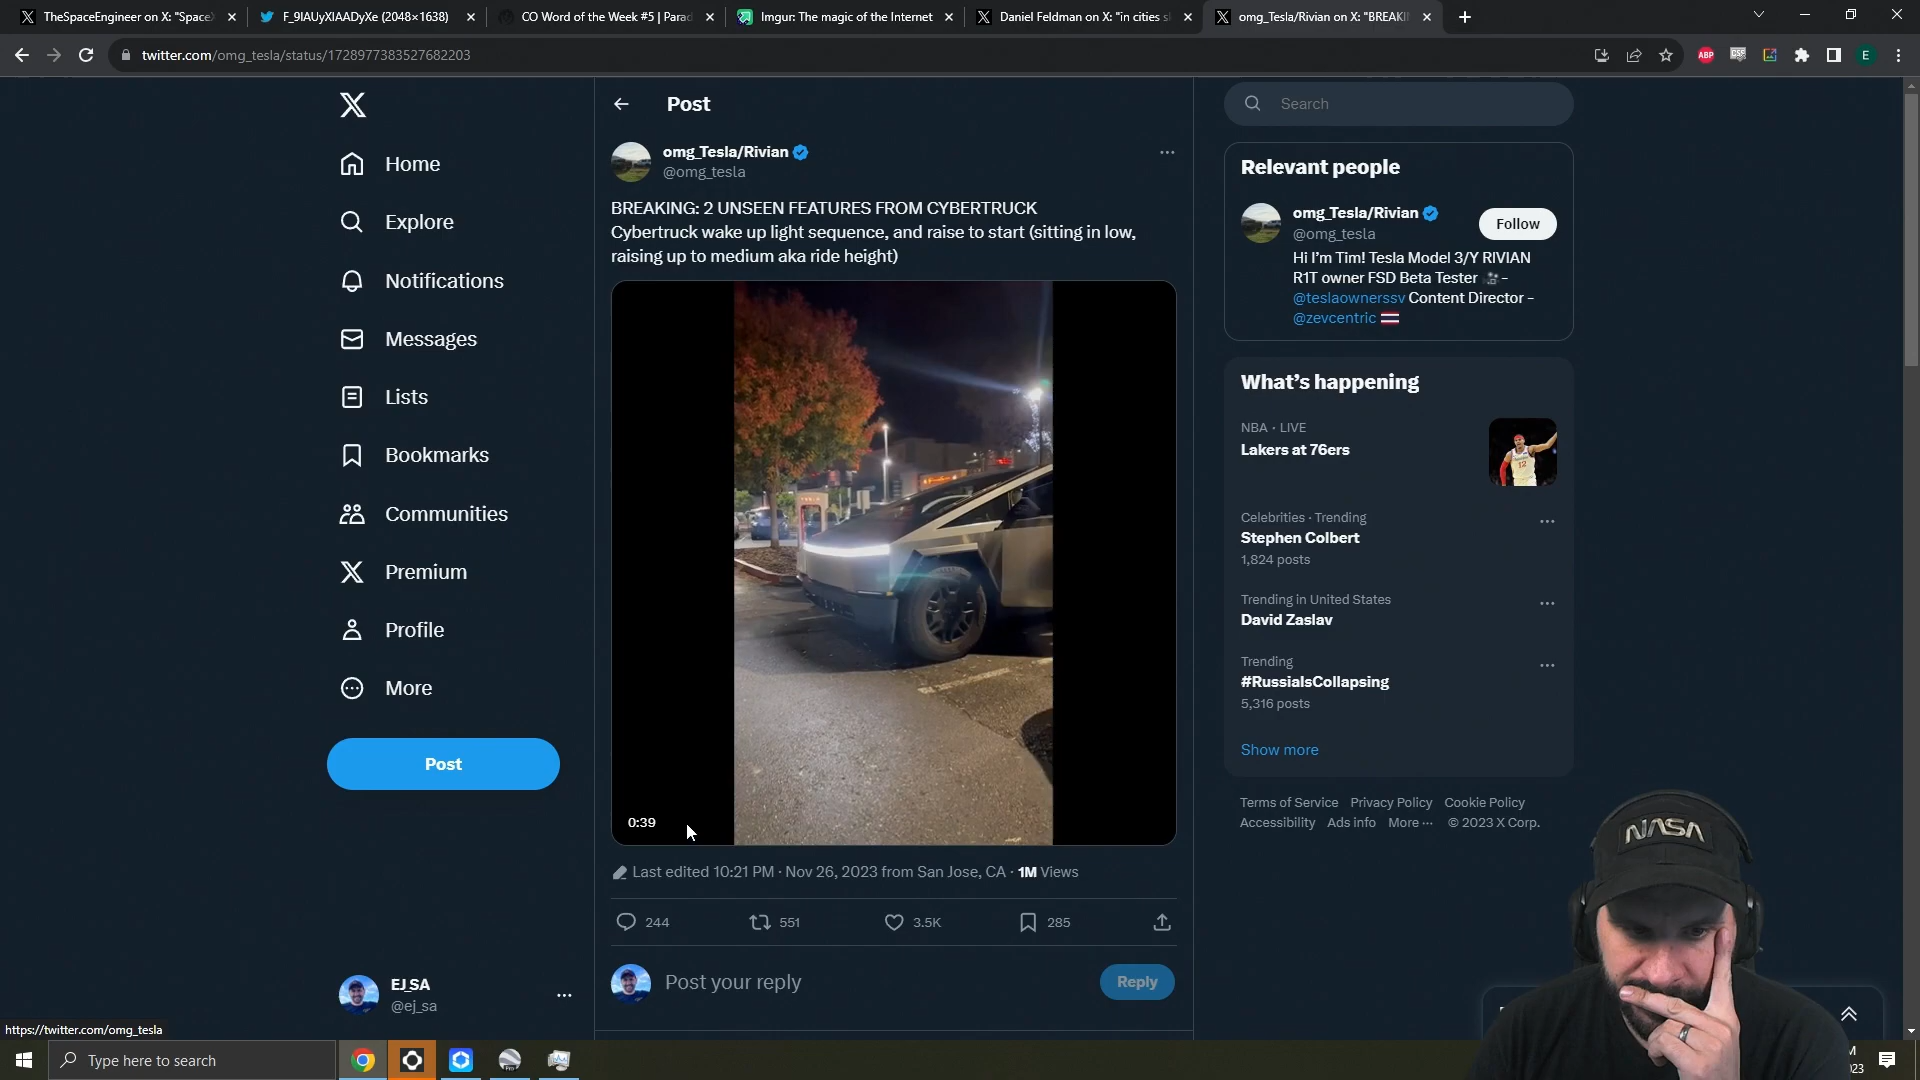 TheSpaceEngineer on X: "SpaceX
F_9IAUyXIAADyXe (2048×1638)
CO Word of the Week #5 | Parad
Imgur: The magic of the Internet
Daniel Feldman on X: "in cities s
omg_Tesla/Rivian on X: "BREAKI
twitter.com/omg_tesla/status/1728977383527682203
ABP
E
Home
Explore
Notifications
Messages
Lists
Bookmarks
Communities
Premium
Profile
More
Post
EJ_SA
@ej_sa
https://twitter.com/omg_tesla
Post
omg_Tesla/Rivian
@omg_tesla
BREAKING: 2 UNSEEN FEATURES FROM CYBERTRUCK
Cybertruck wake up light sequence, and raise to start (sitting in low,
raising up to medium aka ride height)
0:39
Last edited 10:21 PM · Nov 26, 2023 from San Jose, CA · 1M Views
244 551 3.5K 285
Post your reply
Reply
Search
Relevant people
omg_Tesla/Rivian
@omg_tesla
Follow
Hi I'm Tim! Tesla Model 3/Y RIVIAN
R1T owner FSD Beta Tester -
@teslaownerssv Content Director -
@zevcentric
What's happening
NBA · LIVE
Lakers at 76ers
Celebrities · Trending
Stephen Colbert
1,824 posts
Trending in United States
David Zaslav
Trending
#RussiaIsCollapsing
5,316 posts
Show more
Terms of Service Privacy Policy Cookie Policy
Accessibility Ads info More ··· © 2023 X Corp.
NASA
Type here to search